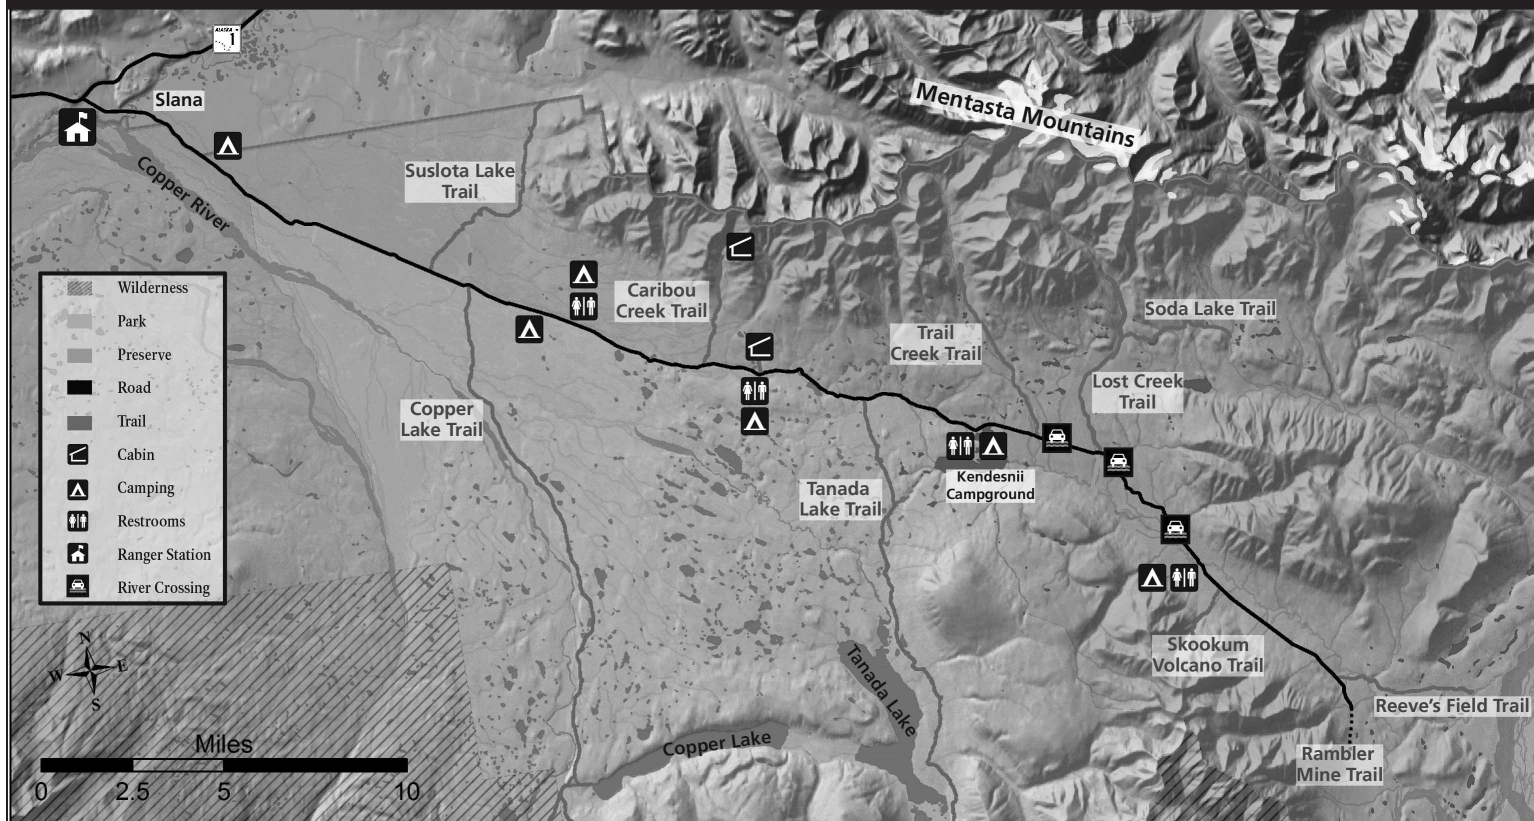 ALASKA
1
Slana
Mentasta Mountains
Copper River
Suslota Lake
Trail
Caribou
Creek Trail
Soda Lake Trail
Trail
Creek Trail
Lost Creek
Trail
Copper
Lake Trail
Tanada
Lake Trail
Kendesnii
Campground
Skookum
Volcano Trail
Reeve's Field Trail
Rambler
Mine Trail
Tanada Lake
Copper Lake
Wilderness
Park
Preserve
Road
Trail
Cabin
Camping
Restrooms
Ranger Station
River Crossing
N
W E
S
Miles
0 2.5 5 10